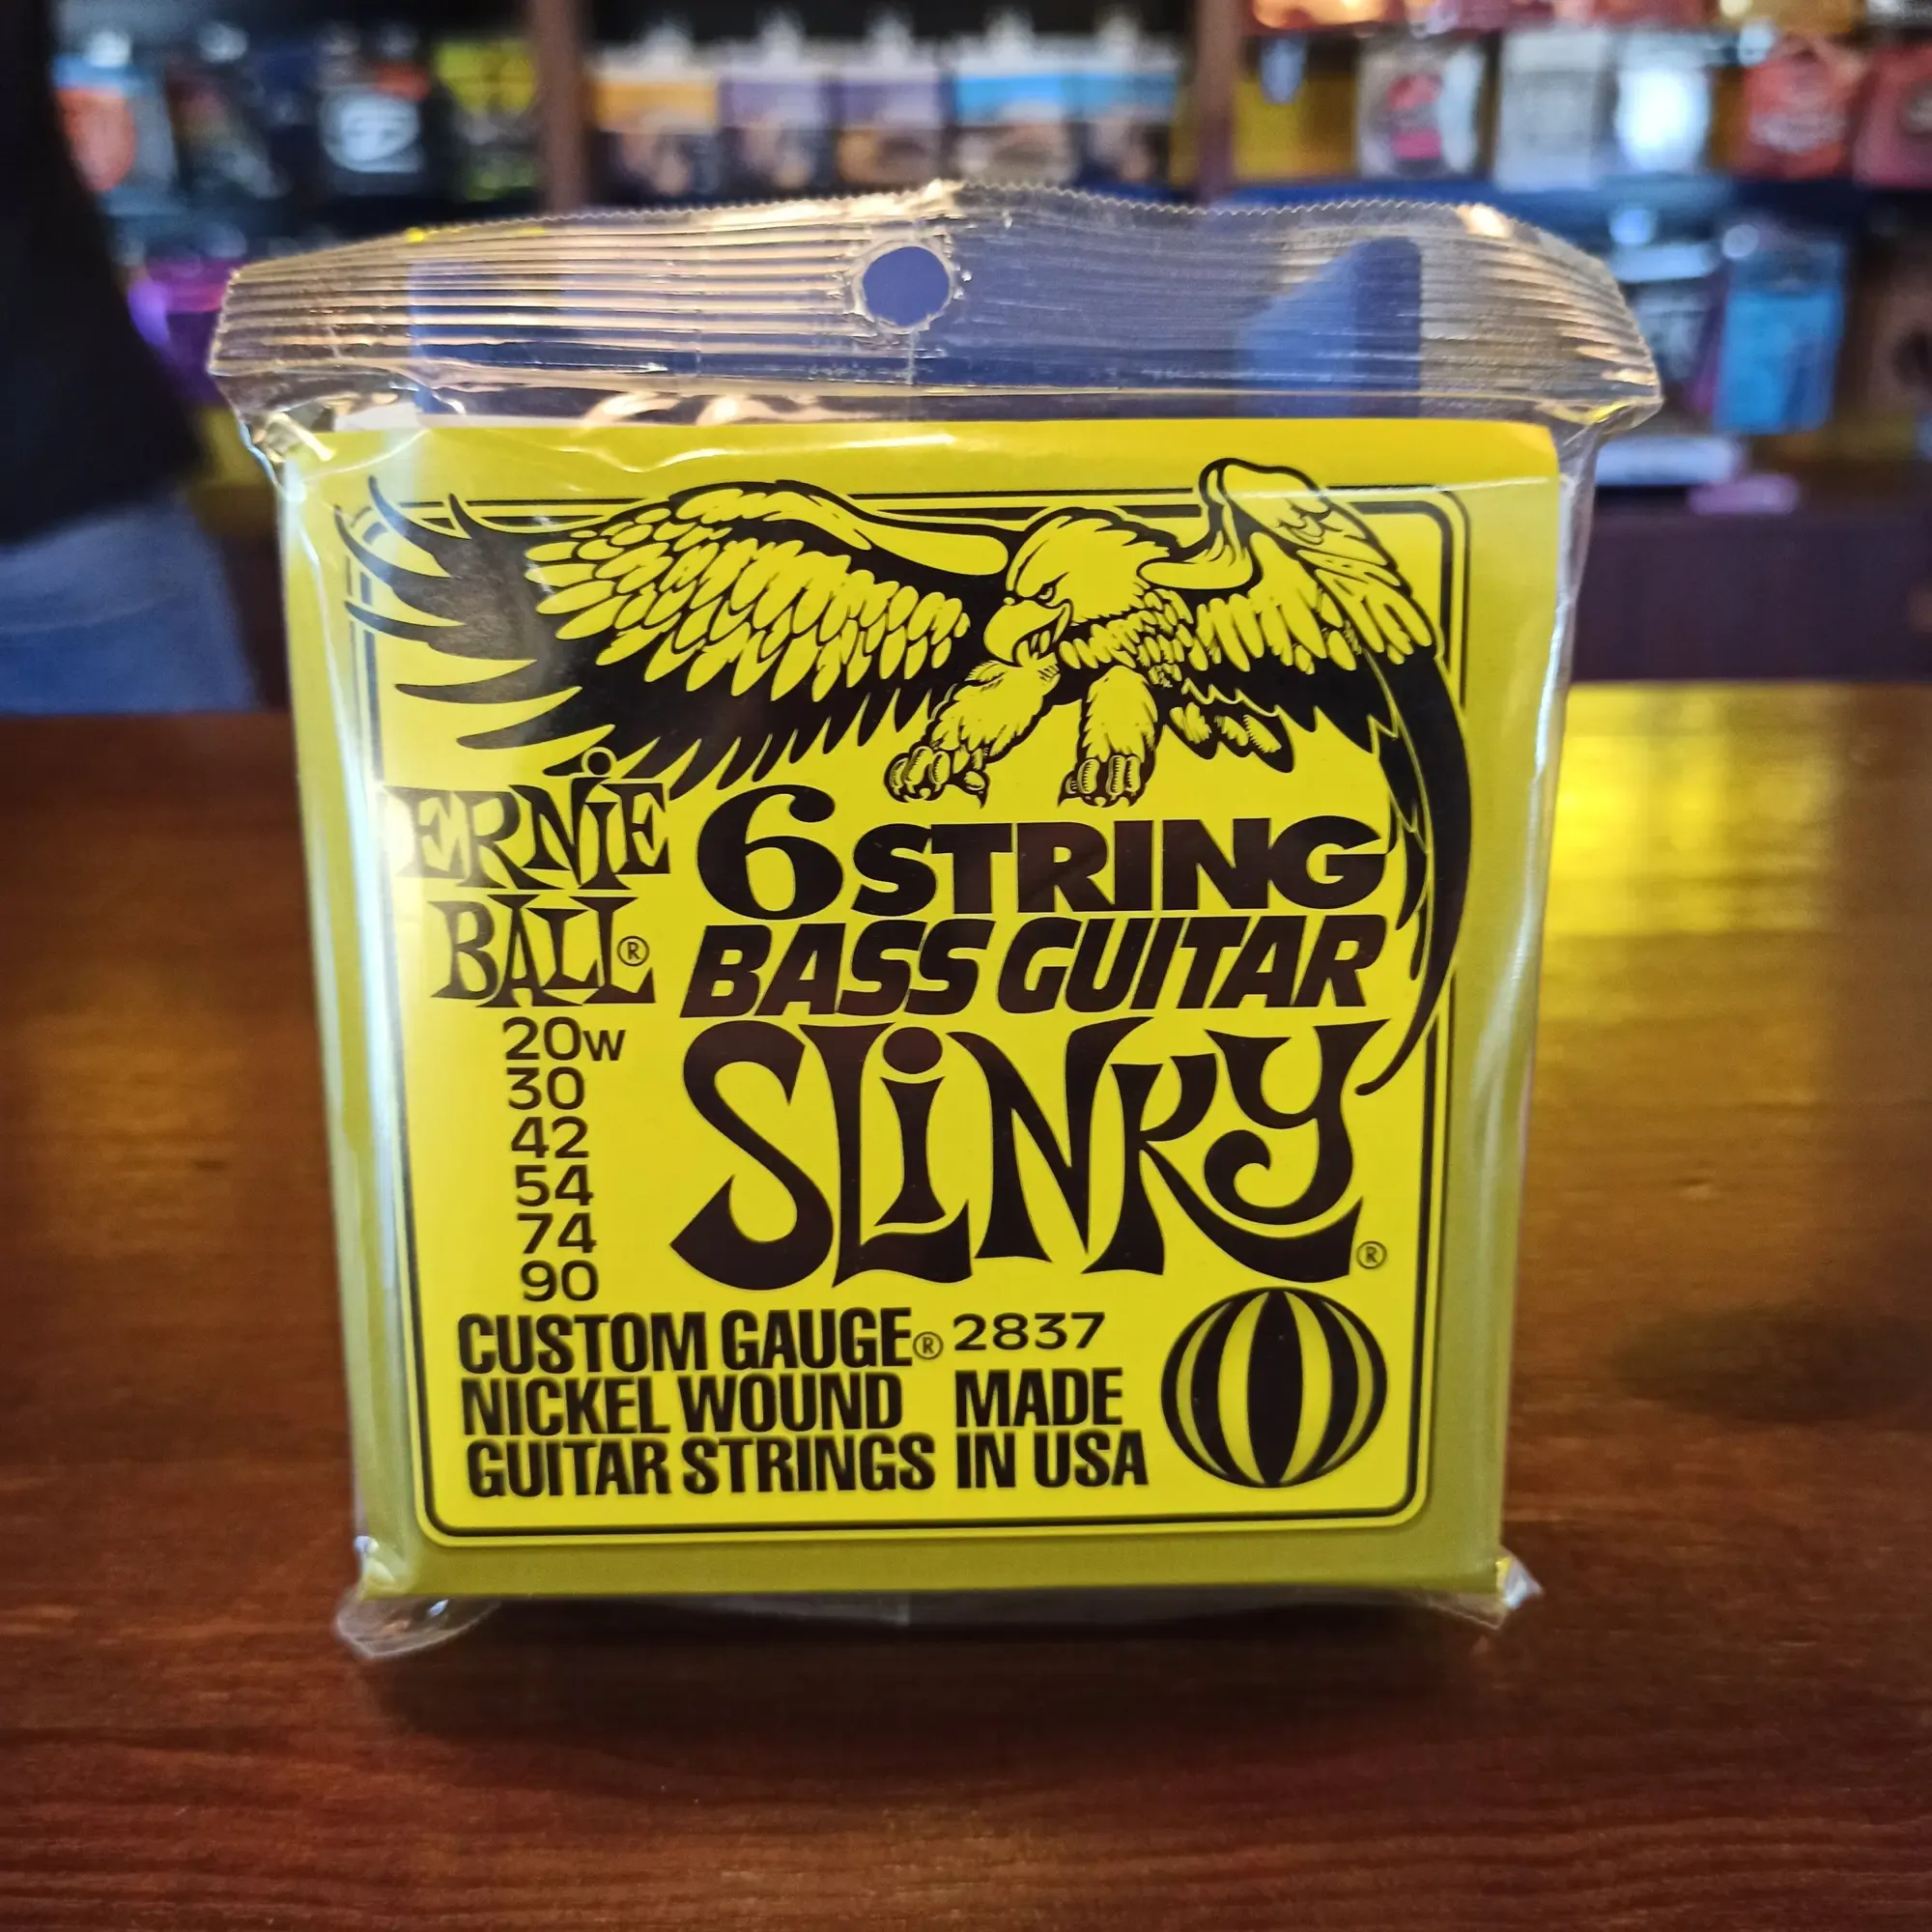 ERNIE
BALL®
6 STRING
BASS GUITAR
SLINKY®
20W
30
42
54
74
90
CUSTOM GAUGE® 2837
NICKEL WOUND MADE
GUITAR STRINGS IN USA